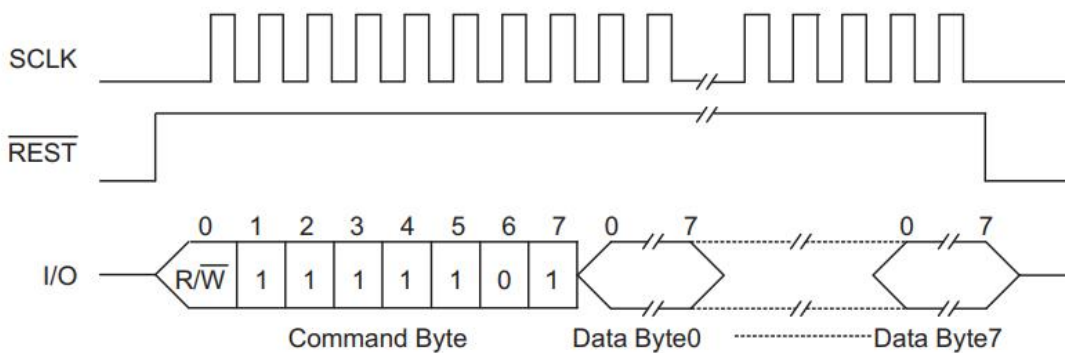 SCLK
REST
0 1 2 3 4 5 6 7 0 7 0 7
I/O R/W 1 1 1 1 1 0 1
Command Byte Data Byte0 Data Byte7